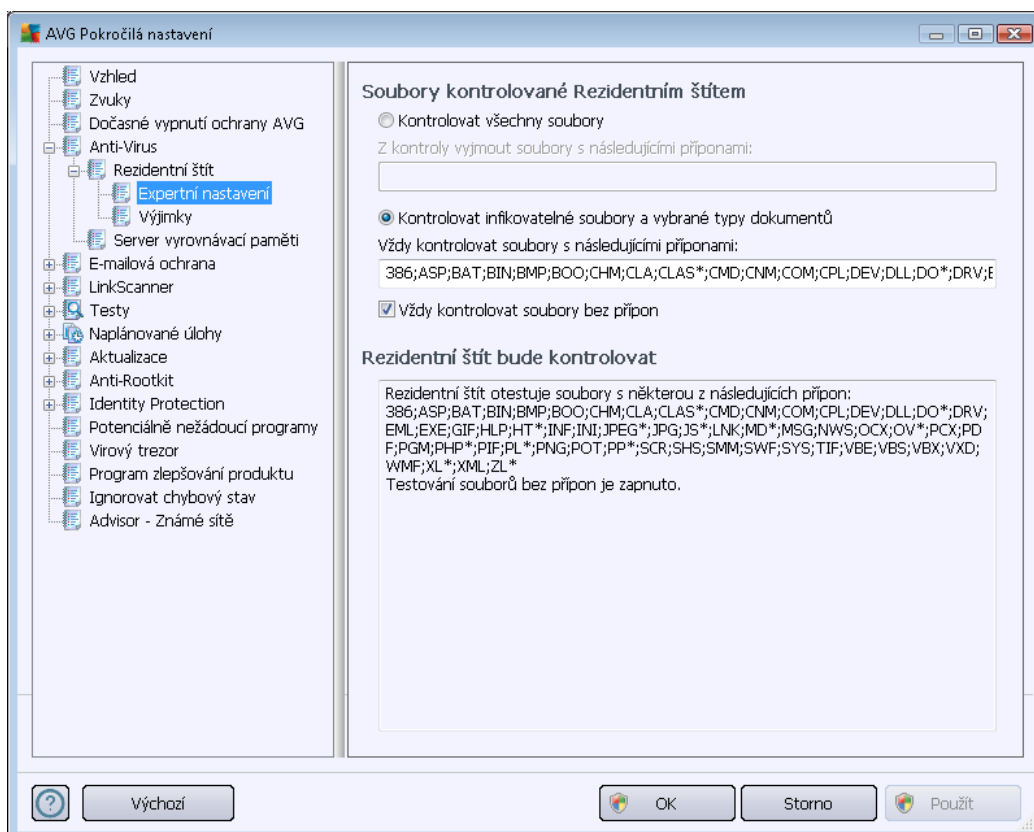 AVG Pokročilá nastavení
Vzhled
Zvuky
Dočasné vypnutí ochrany AVG
Anti-Virus
Rezidentní štít
Expertní nastavení
Výjimky
Server vyrovnávací paměti
E-mailová ochrana
LinkScanner
Testy
Naplánované úlohy
Aktualizace
Anti-Rootkit
Identity Protection
Potenciálně nežádoucí programy
Virový trezor
Program zlepšování produktu
Ignorovat chybový stav
Advisor - Známé sítě
Soubory kontrolované Rezidentním štítem
Kontrolovat všechny soubory
Z kontroly vyjmout soubory s následujícími příponami:
Kontrolovat infikovatelné soubory a vybrané typy dokumentů
Vždy kontrolovat soubory s následujícími příponami:
386;ASP;BAT;BIN;BMP;BOO;CHM;CLA;CLAS*;CMD;CNM;COM;CPL;DEV;DLL;DO*;DRV;E
Vždy kontrolovat soubory bez přípon
Rezidentní štít bude kontrolovat
Rezidentní štít otestuje soubory s některou z následujících přípon:
386;ASP;BAT;BIN;BMP;BOO;CHM;CLA;CLAS*;CMD;CNM;COM;CPL;DEV;DLL;DO*;DRV;
EML;EXE;GIF;HLP;HT*;INF;INI;JPEG*;JPG;JS*;LNK;MD*;MSG;NWS;OCX;OV*;PCX;PD
F;PGM;PHP*;PIF;PL*;PNG;POT;PP*;SCR;SHS;SMM;SWF;SYS;TIF;VBE;VBS;VBX;VXD;
WMF;XL*;XML;ZL*
Testování souborů bez přípon je zapnuto.
Výchozí
OK
Storno
Použít